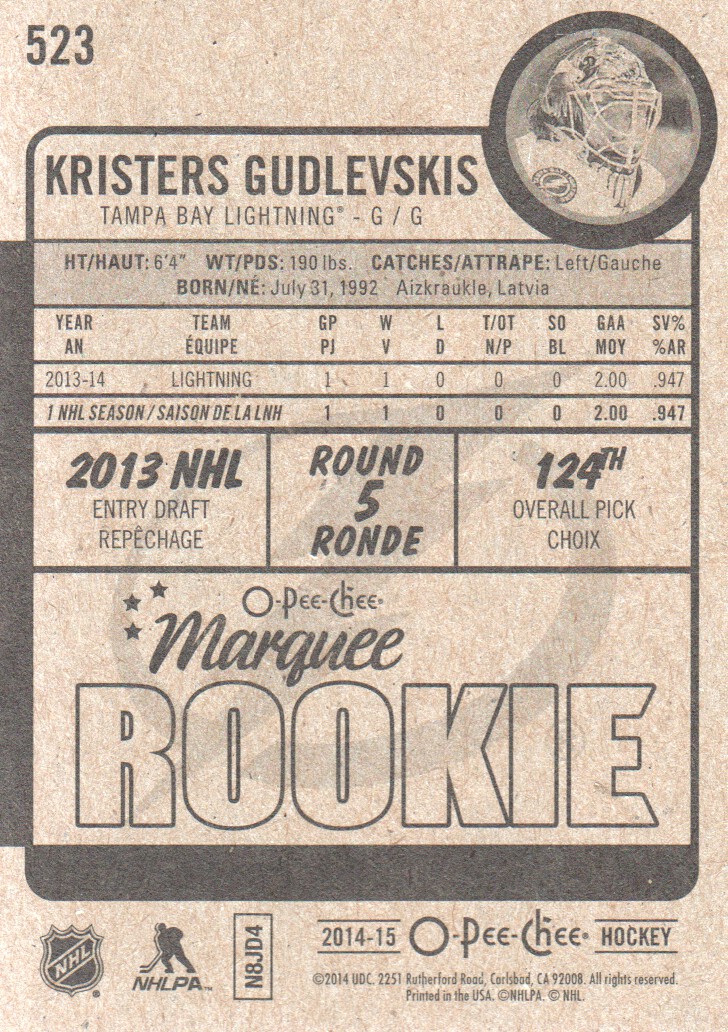 523
KRISTERS GUDLEVSKIS
TAMPA BAY LIGHTNING® - G / G
HT/HAUT: 6'4" WT/PDS: 190 lbs. CATCHES/ATTRAPE: Left/Gauche
BORN/NÉ: July 31, 1992 Aizkraukle, Latvia
YEAR TEAM GP W L T/OT SO GAA SV%
AN ÉQUIPE PJ V D N/P BL MOY %AR
2013-14 LIGHTNING 1 1 0 0 0 2.00 .947
1 NHL SEASON / SAISON DE LA LNH 1 1 0 0 0 2.00 .947
2013 NHL
ENTRY DRAFT
REPÊCHAGE
ROUND
5
RONDE
124TH
OVERALL PICK
CHOIX
O-Pee-Chee®
Marquee
ROOKIE
NHL®
NHLPA™
N8JD4
2014-15 O-Pee-Chee® HOCKEY
©2014 UDC. 2251 Rutherford Road, Carlsbad, CA 92008. All rights reserved.
Printed in the USA. ©NHLPA. © NHL.